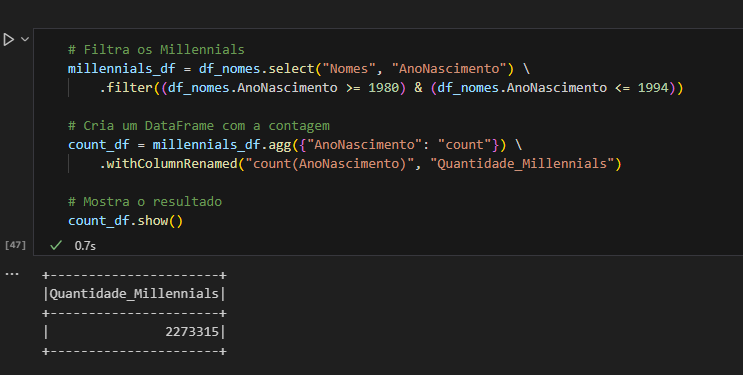 # Filtra os Millennials
millennials_df = df_nomes.select("Nomes", "AnoNascimento") \
    .filter((df_nomes.AnoNascimento >= 1980) & (df_nomes.AnoNascimento <= 1994))
# Cria um DataFrame com a contagem
count_df = millennials_df.agg({"AnoNascimento": "count"}) \
    .withColumnRenamed("count(AnoNascimento)", "Quantidade_Millennials")
# Mostra o resultado
count_df.show()
[47] ✓ 0.7s
... +----------------------+
|Quantidade_Millennials|
+----------------------+
|               2273315|
+----------------------+